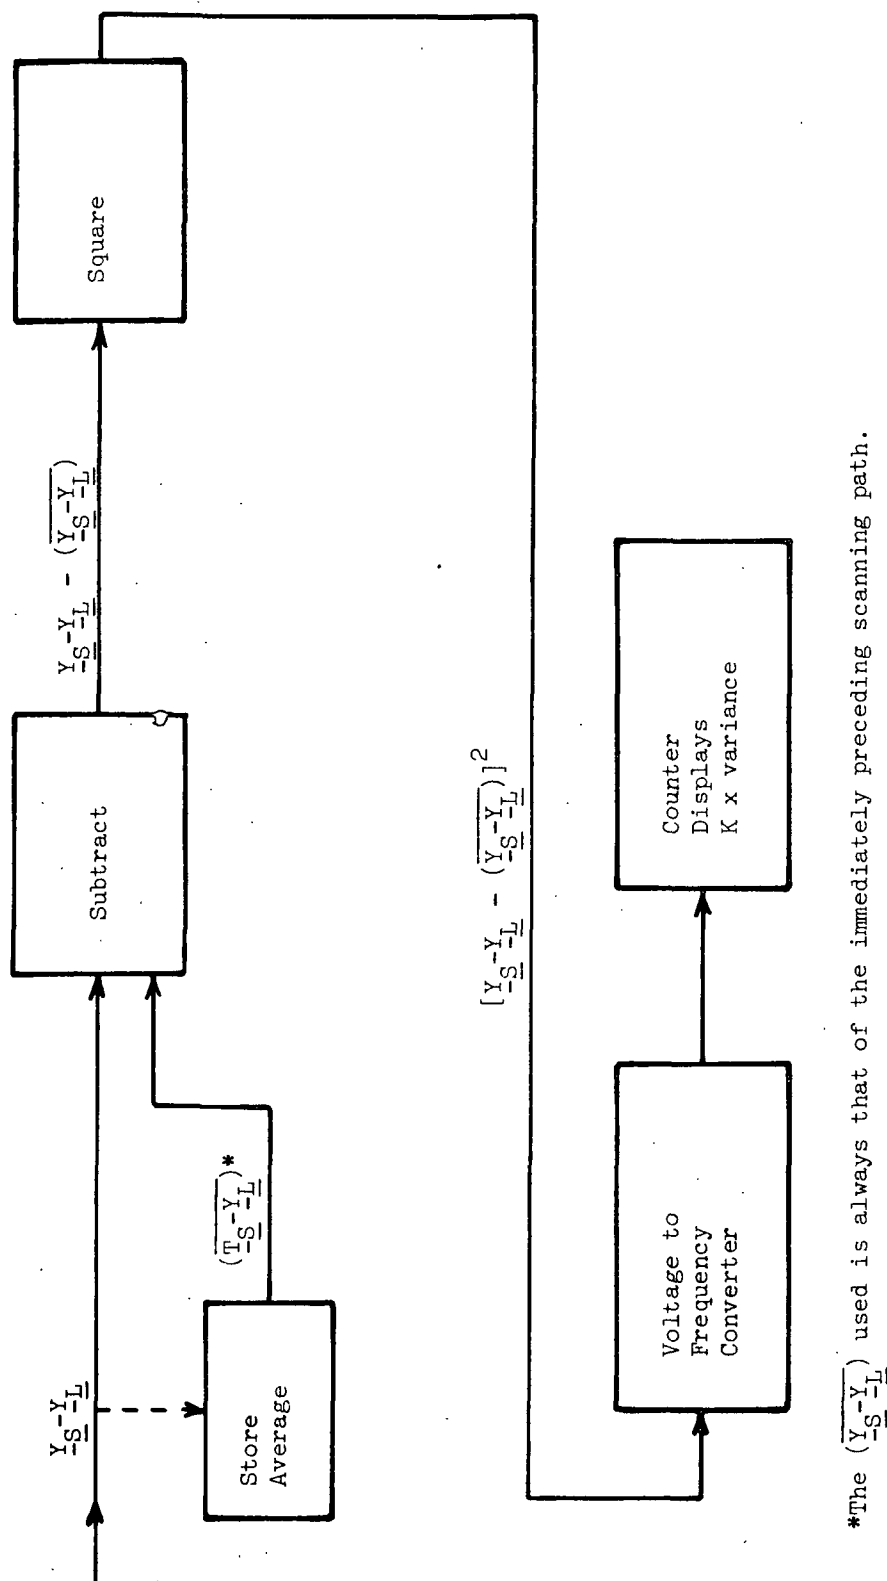 Y_S-Y_L
Store
Average
(T_S-Y_L)*
Subtract
Y_S-Y_L - (Y_S-Y_L)
Square
[Y_S-Y_L - (Y_S-Y_L)]²
Voltage to
Frequency
Converter
Counter
Displays
K x variance
*The (Y_S-Y_L) used is always that of the immediately preceding scanning path.